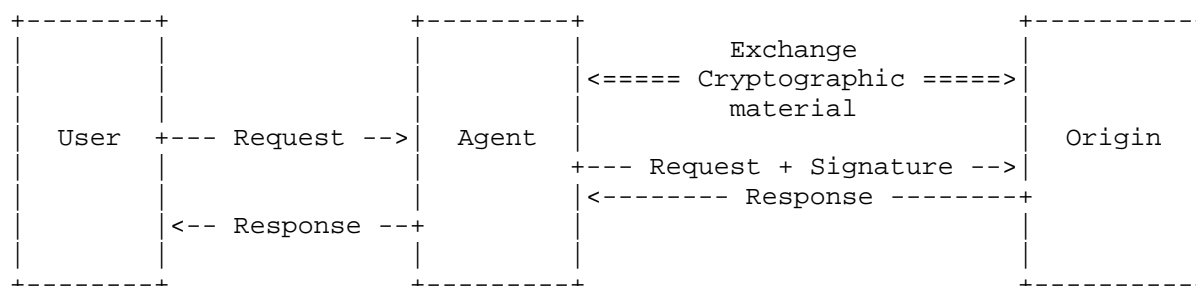 Exchange
<===== Cryptographic =====>
material
User +--- Request --> Agent Origin
+--- Request + Signature -->
<-------- Response --------+
<-- Response --+